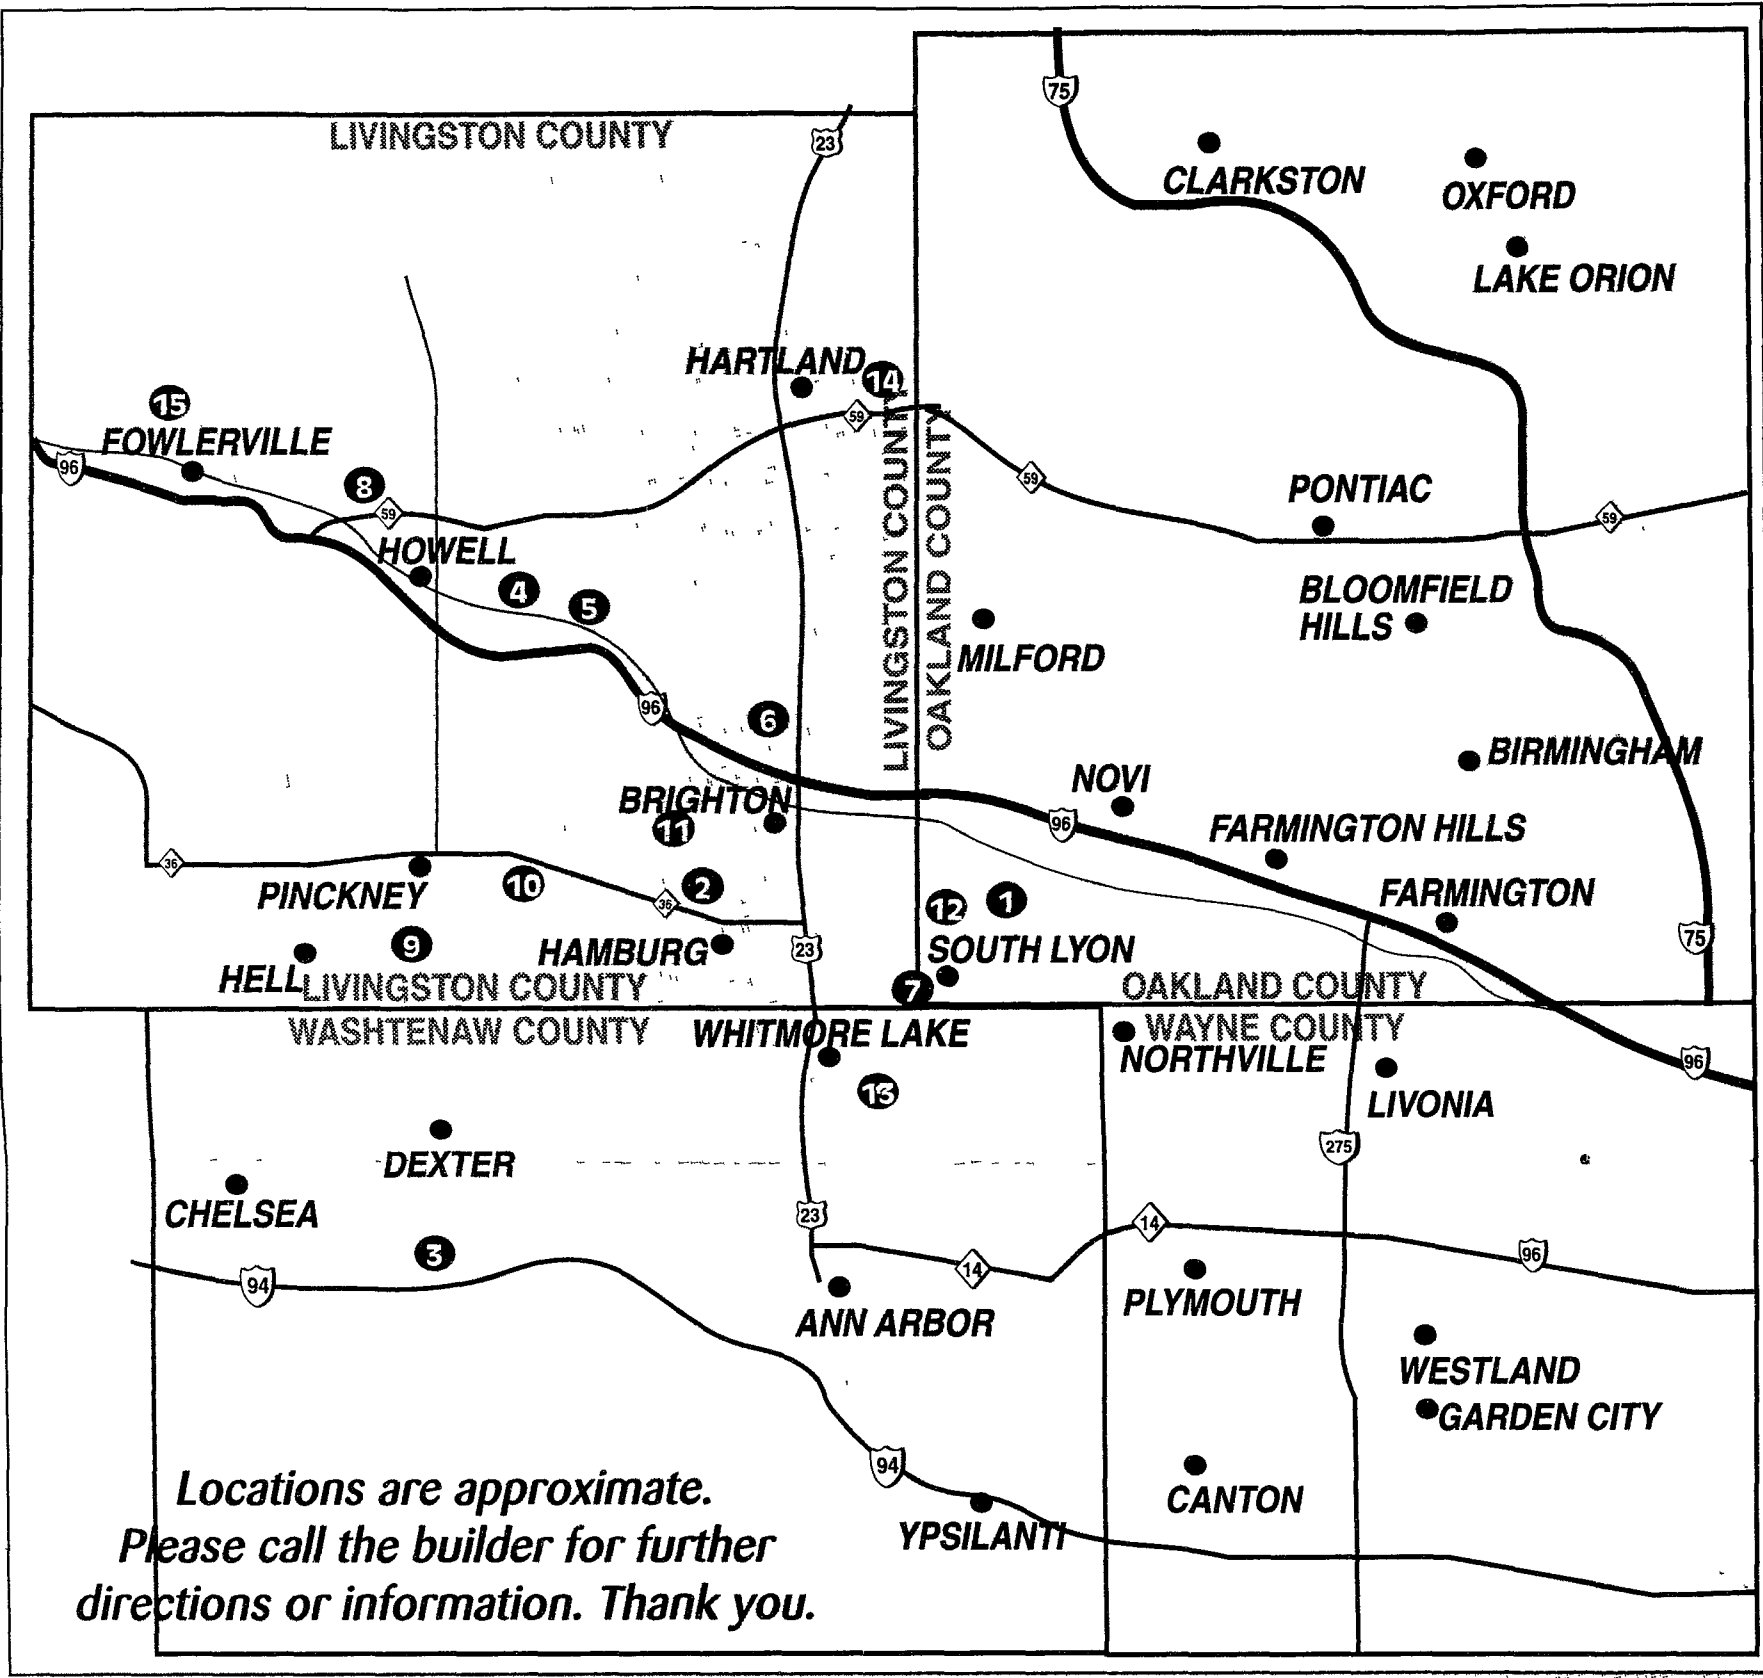 75
LIVINGSTON COUNTY
23
CLARKSTON
OXFORD
LAKE ORION
HARTLAND
14
15
59
FOWLERVILLE
96
8
59
59
PONTIAC
59
HOWELL
4
5
BLOOMFIELD
HILLS
LIVINGSTON COUNTY
OAKLAND COUNTY
MILFORD
96
6
BIRMINGHAM
NOVI
BRIGHTON
11
96
FARMINGTON HILLS
36
PINCKNEY
10
2
36
12
1
FARMINGTON
9
HAMBURG
23
SOUTH LYON
75
HELL
LIVINGSTON COUNTY
7
OAKLAND COUNTY
WASHTENAW COUNTY
WHITMORE LAKE
WAYNE COUNTY
NORTHVILLE
96
13
LIVONIA
DEXTER
275
CHELSEA
23
14
3
14
96
94
PLYMOUTH
ANN ARBOR
WESTLAND
GARDEN CITY
94
CANTON
YPSILANTI
Locations are approximate.
Please call the builder for further
directions or information. Thank you.